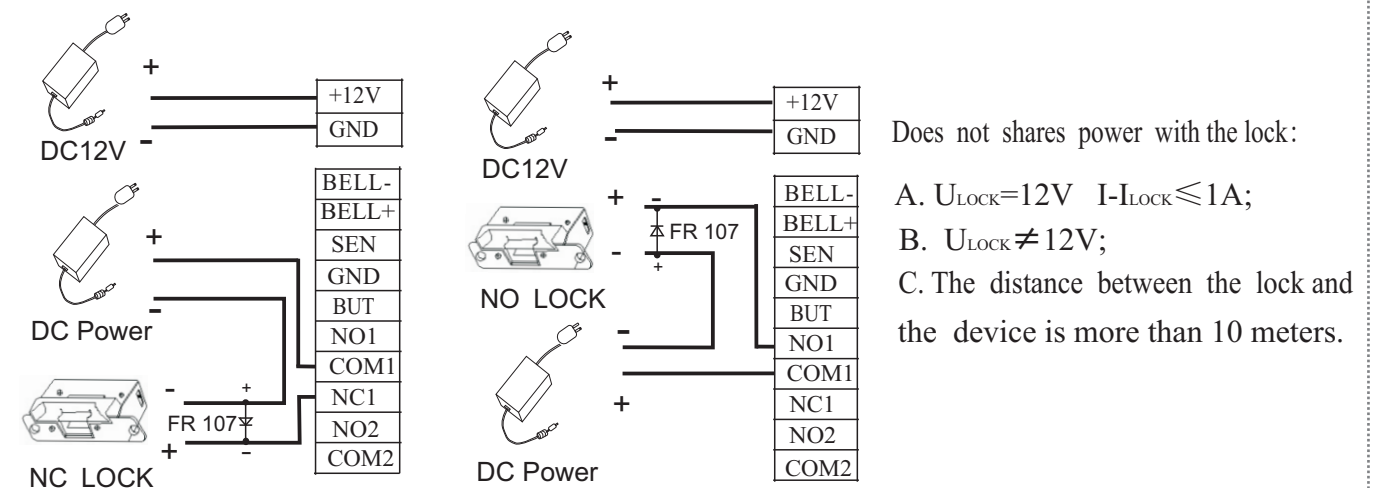 +
+12V
-
GND
DC12V
BELL-
BELL+
+
SEN
GND
-
BUT
DC Power
NO1
COM1
-
+
NC1
FR 107
NO2
+
-
COM2
NC LOCK
+
+12V
-
GND
DC12V
+
-
BELL-
FR 107
BELL+
-
+
SEN
GND
NO LOCK
BUT
-
NO1
COM1
+
NC1
NO2
DC Power
COM2
Does not shares power with the lock:
A. ULOCK=12V I-ILOCK≤1A;
B. ULOCK≠12V;
C. The distance between the lock and
the device is more than 10 meters.